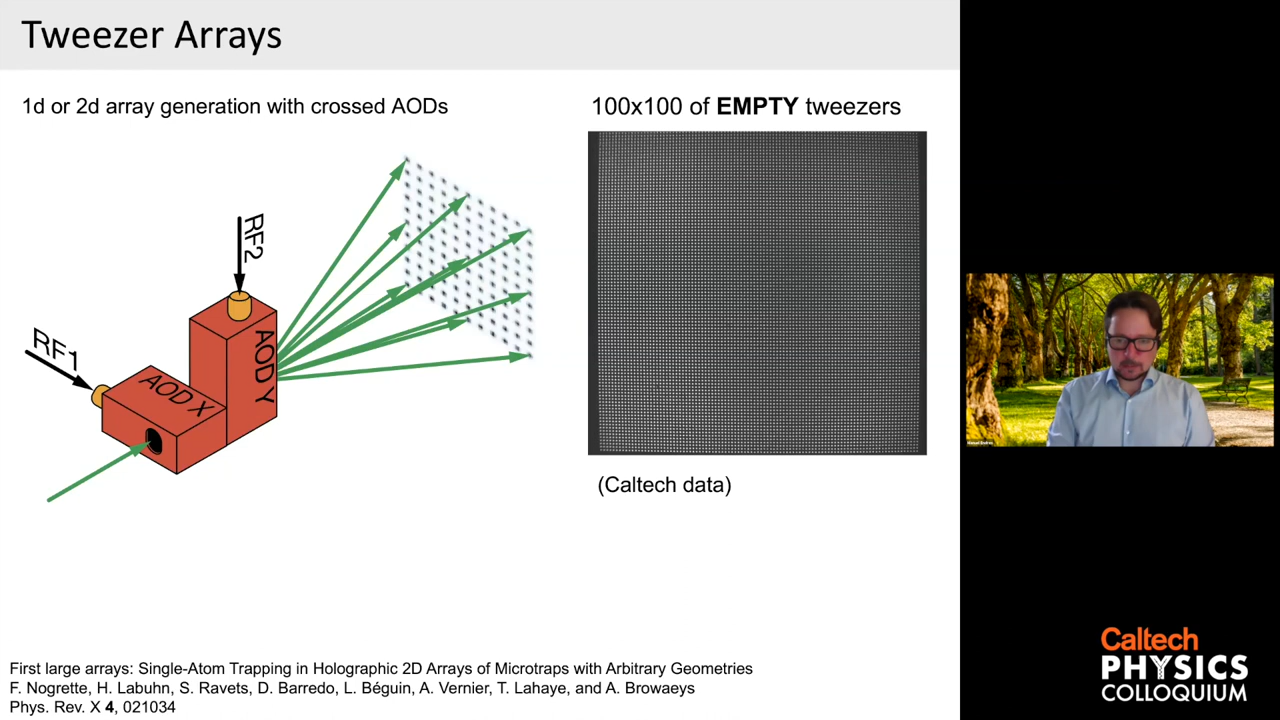 Tweezer Arrays
1d or 2d array generation with crossed AODs
100x100 of EMPTY tweezers
RF2
RF1
AOD X
AOD Y
(Caltech data)
First large arrays: Single-Atom Trapping in Holographic 2D Arrays of Microtraps with Arbitrary Geometries
F. Nogrette, H. Labuhn, S. Ravets, D. Barredo, L. Béguin, A. Vernier, T. Lahaye, and A. Browaeys
Phys. Rev. X 4, 021034
Caltech
PHYSICS
COLLOQUIUM